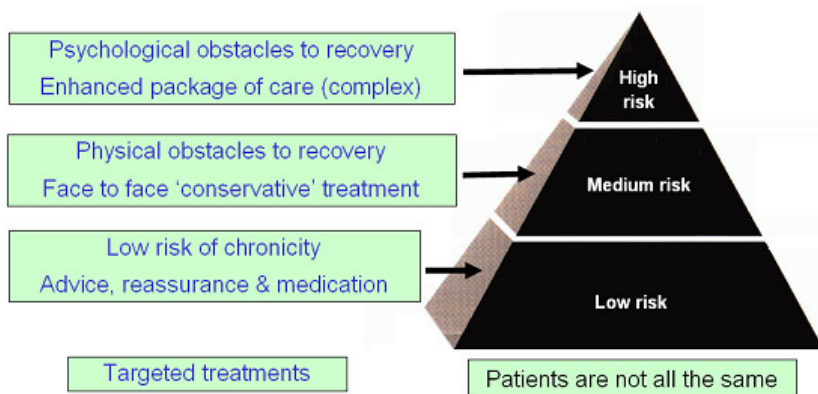 Psychological obstacles to recovery
Enhanced package of care (complex)
High
risk
Physical obstacles to recovery
Face to face ‘conservative’ treatment
Medium risk
Low risk of chronicity
Advice, reassurance & medication
Low risk
Targeted treatments
Patients are not all the same